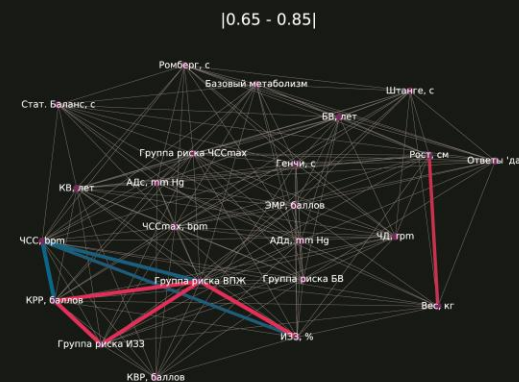 |0.65 - 0.85|
Ромберг, с
Базовый метаболизм
Штанге, с
Стат. Баланс, с
БВ, лет
Группа риска ЧССmax
Генчи, с
Рост, см
Ответы 'да
КВ, лет
АДс, mm Hg
ЭМР, баллов
ЧССmax, bpm
ЧСС, bpm
АДд, mm Hg
ЧД, rpm
Группа риска ВПЖ
Группа риска БВ
КРР, баллов
Вес, кг
Группа риска ИЗЗ
ИЗЗ, %
КВР, баллов